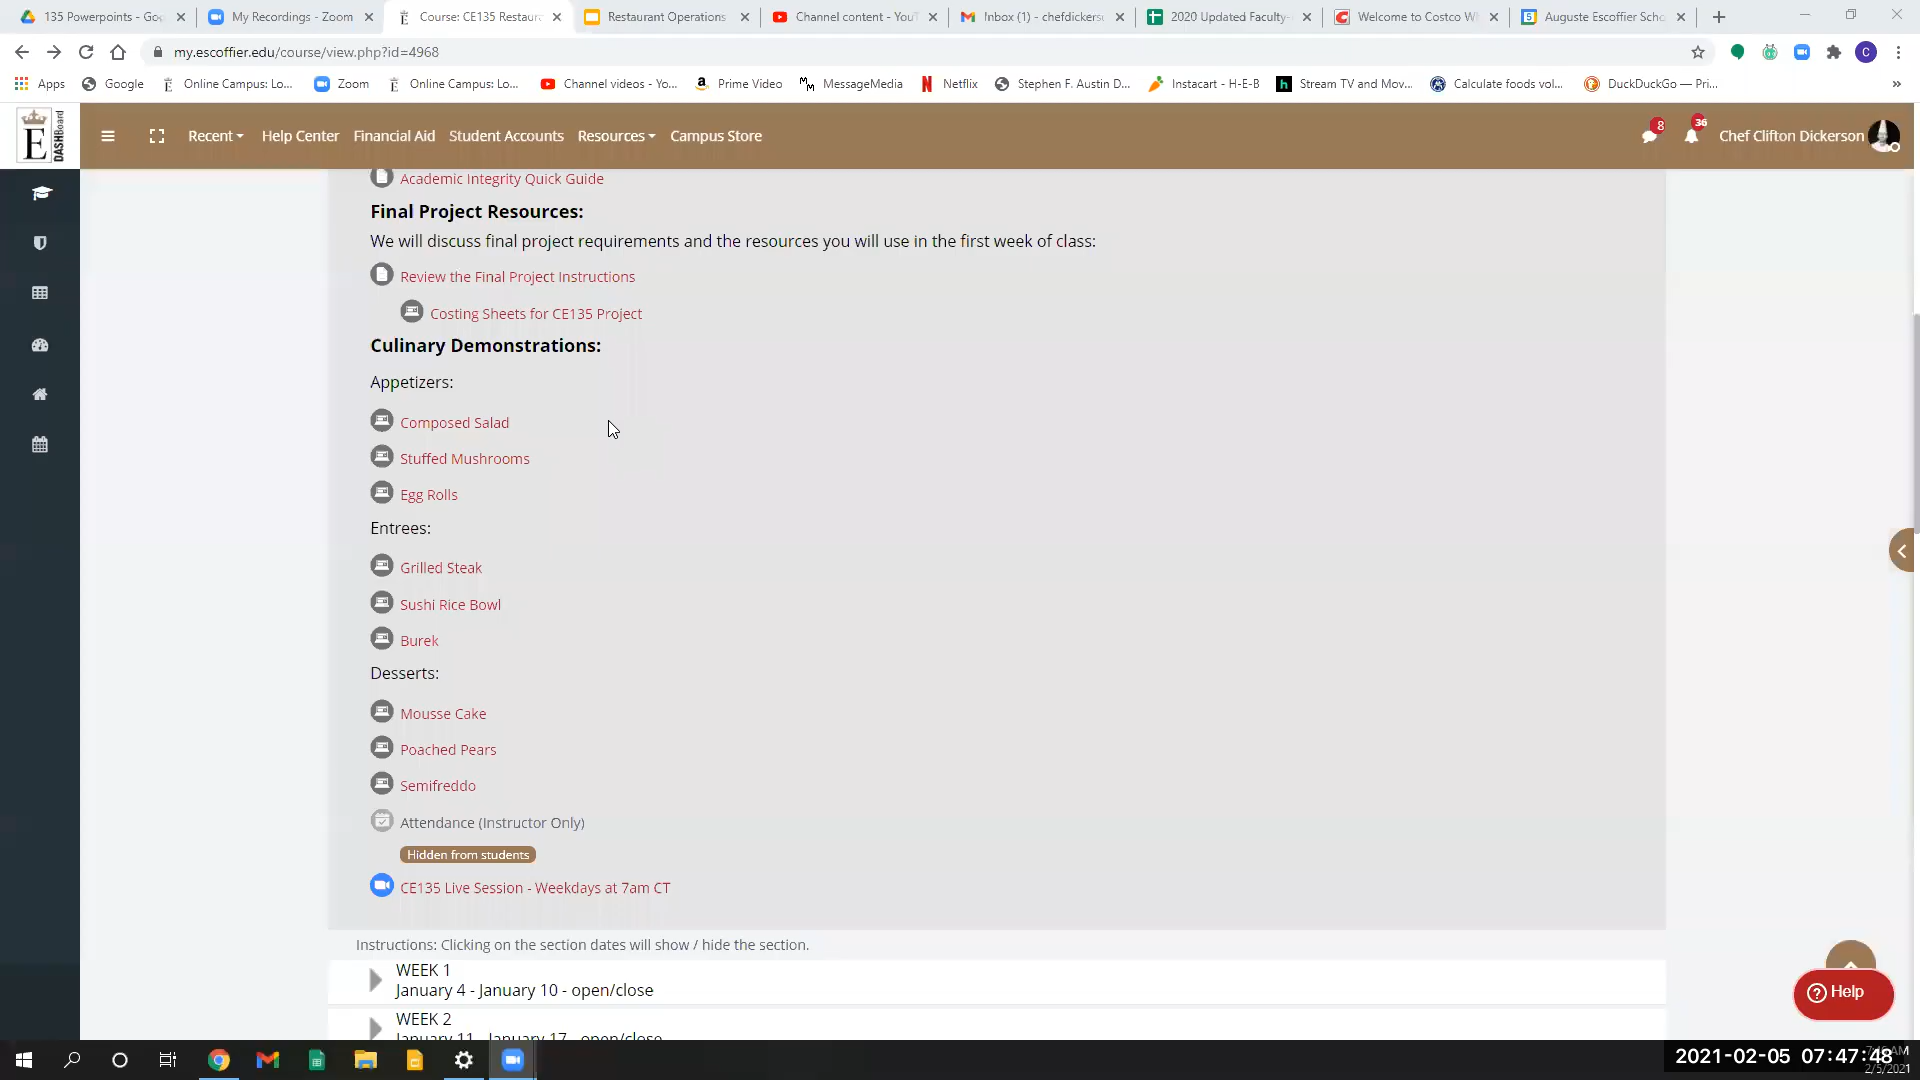 135 Powerpoints - Goo
My Recordings - Zoom
Course: CE135 Restaur
Restaurant Operations
Channel content - YouT
Inbox (1) - chefdickers
2020 Updated Faculty-
Welcome to Costco Wh
Auguste Escoffier Scho
my.escoffier.edu/course/view.php?id=4968
C
Apps
Google
Online Campus: Lo...
Zoom
Online Campus: Lo...
Channel videos - Yo...
Prime Video
MessageMedia
Netflix
Stephen F. Austin D...
Instacart - H-E-B
Stream TV and Mov...
Calculate foods vol...
DuckDuckGo — Pri...
»
E DASHBoard
Recent
Help Center
Financial Aid
Student Accounts
Resources
Campus Store
8
36
Chef Clifton Dickerson
Academic Integrity Quick Guide
Final Project Resources:
We will discuss final project requirements and the resources you will use in the first week of class:
Review the Final Project Instructions
Costing Sheets for CE135 Project
Culinary Demonstrations:
Appetizers:
Composed Salad
Stuffed Mushrooms
Egg Rolls
Entrees:
Grilled Steak
Sushi Rice Bowl
Burek
Desserts:
Mousse Cake
Poached Pears
Semifreddo
Attendance (Instructor Only)
Hidden from students
CE135 Live Session - Weekdays at 7am CT
Instructions: Clicking on the section dates will show / hide the section.
WEEK 1
January 4 - January 10 - open/close
WEEK 2
January 11 - January 17 - open/close
Help
2021-02-05 07:47:48
2/5/2021